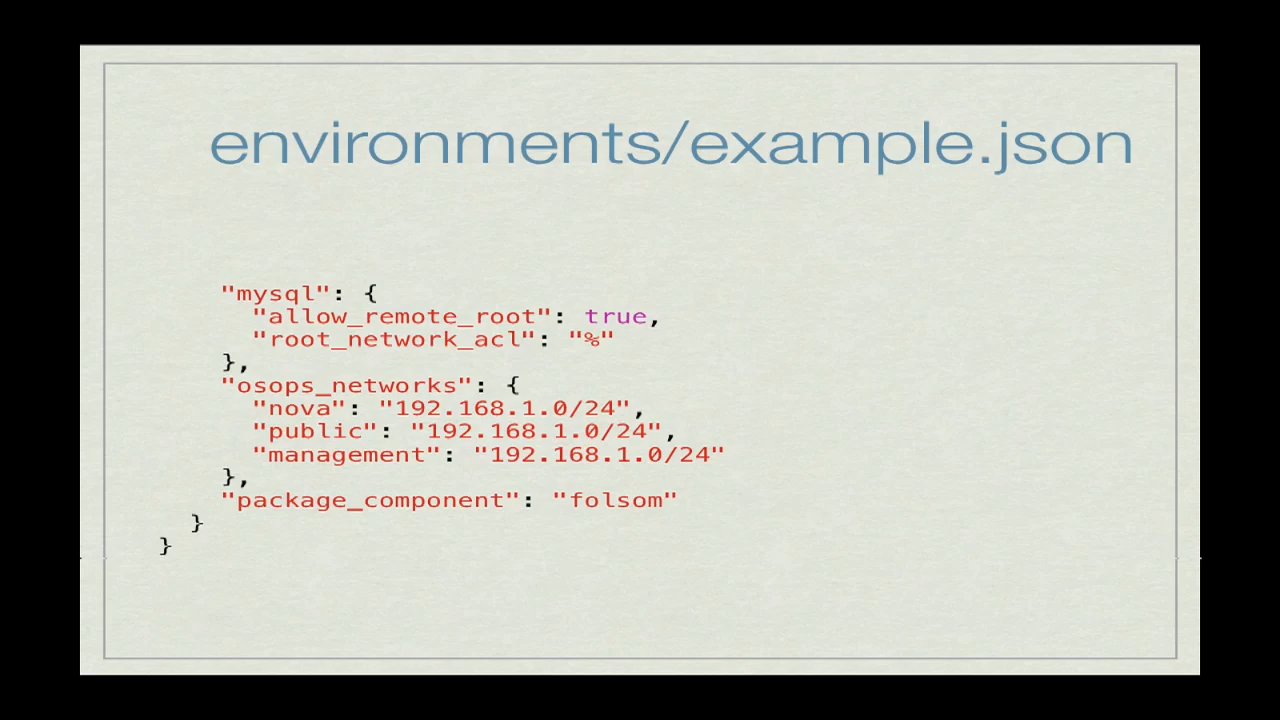 environments/example.json
"mysql": {
"allow_remote_root": true,
"root_network_acl": "%"
},
"osops_networks": {
"nova": "192.168.1.0/24",
"public": "192.168.1.0/24",
"management": "192.168.1.0/24"
},
"package_component": "folsom"
}
}